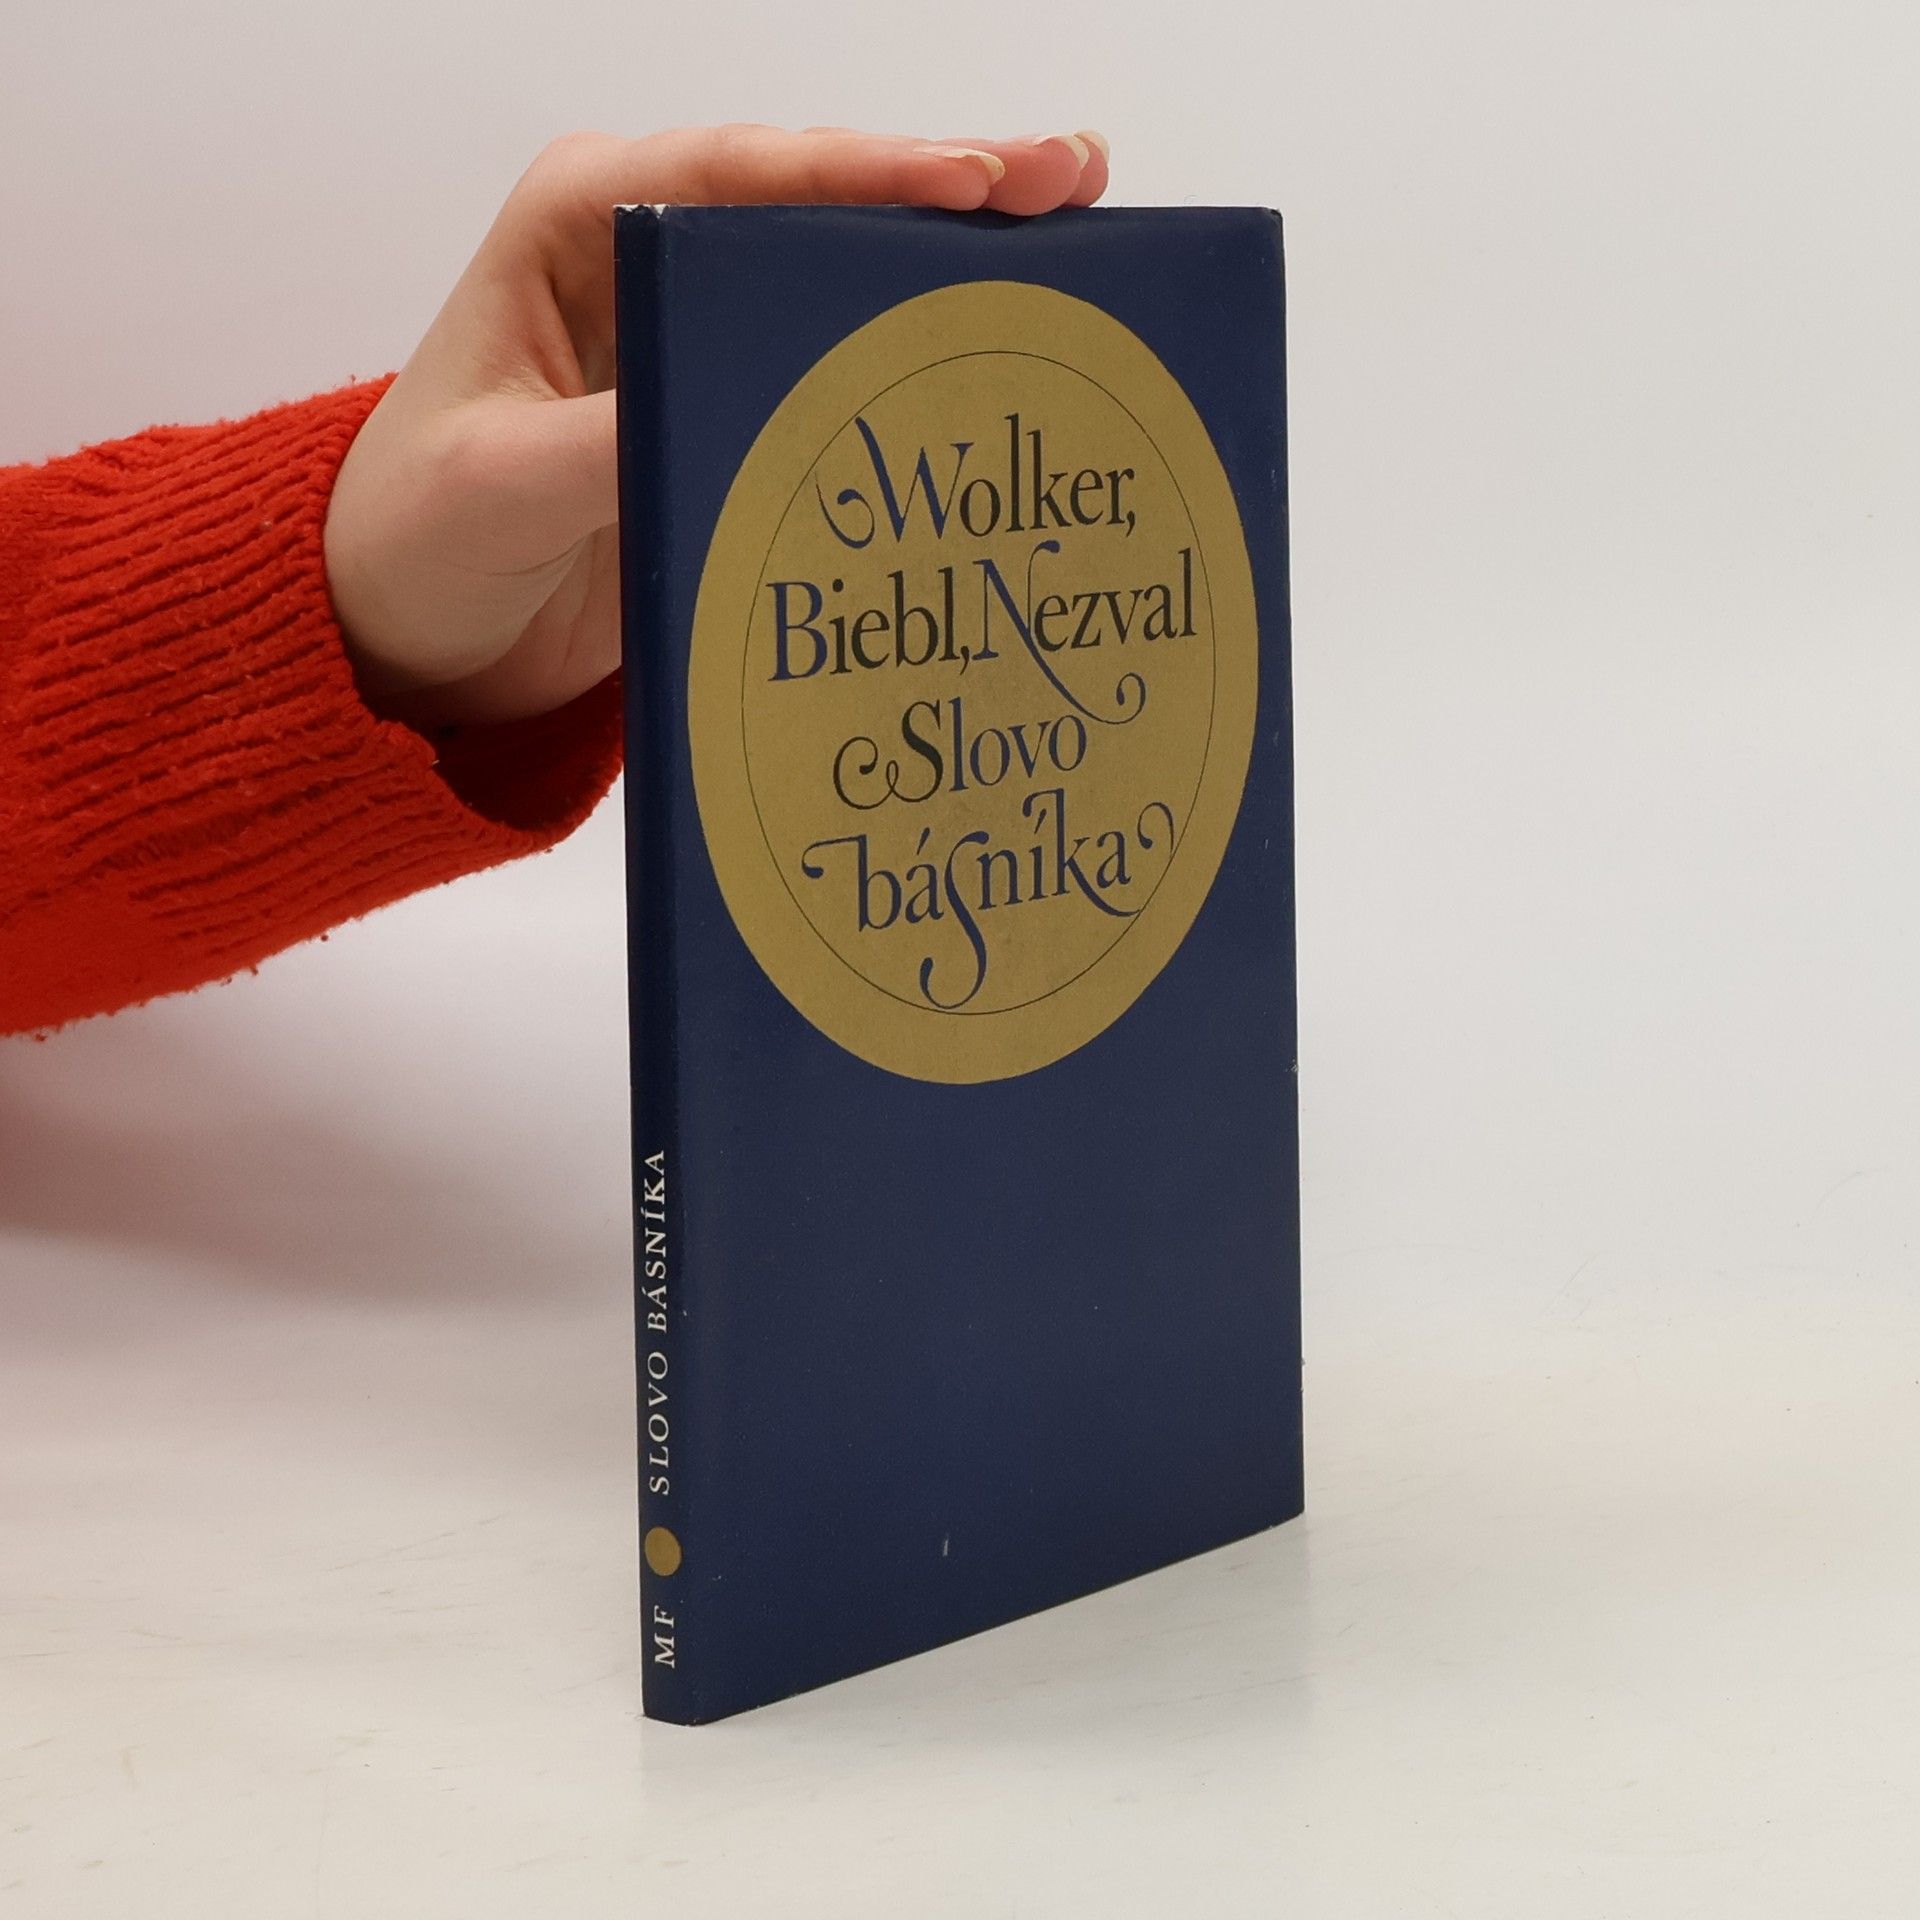 Wolker,
Biebl, Nezval
Slovo
básníka
SLOVO BÁSNÍKA
MF